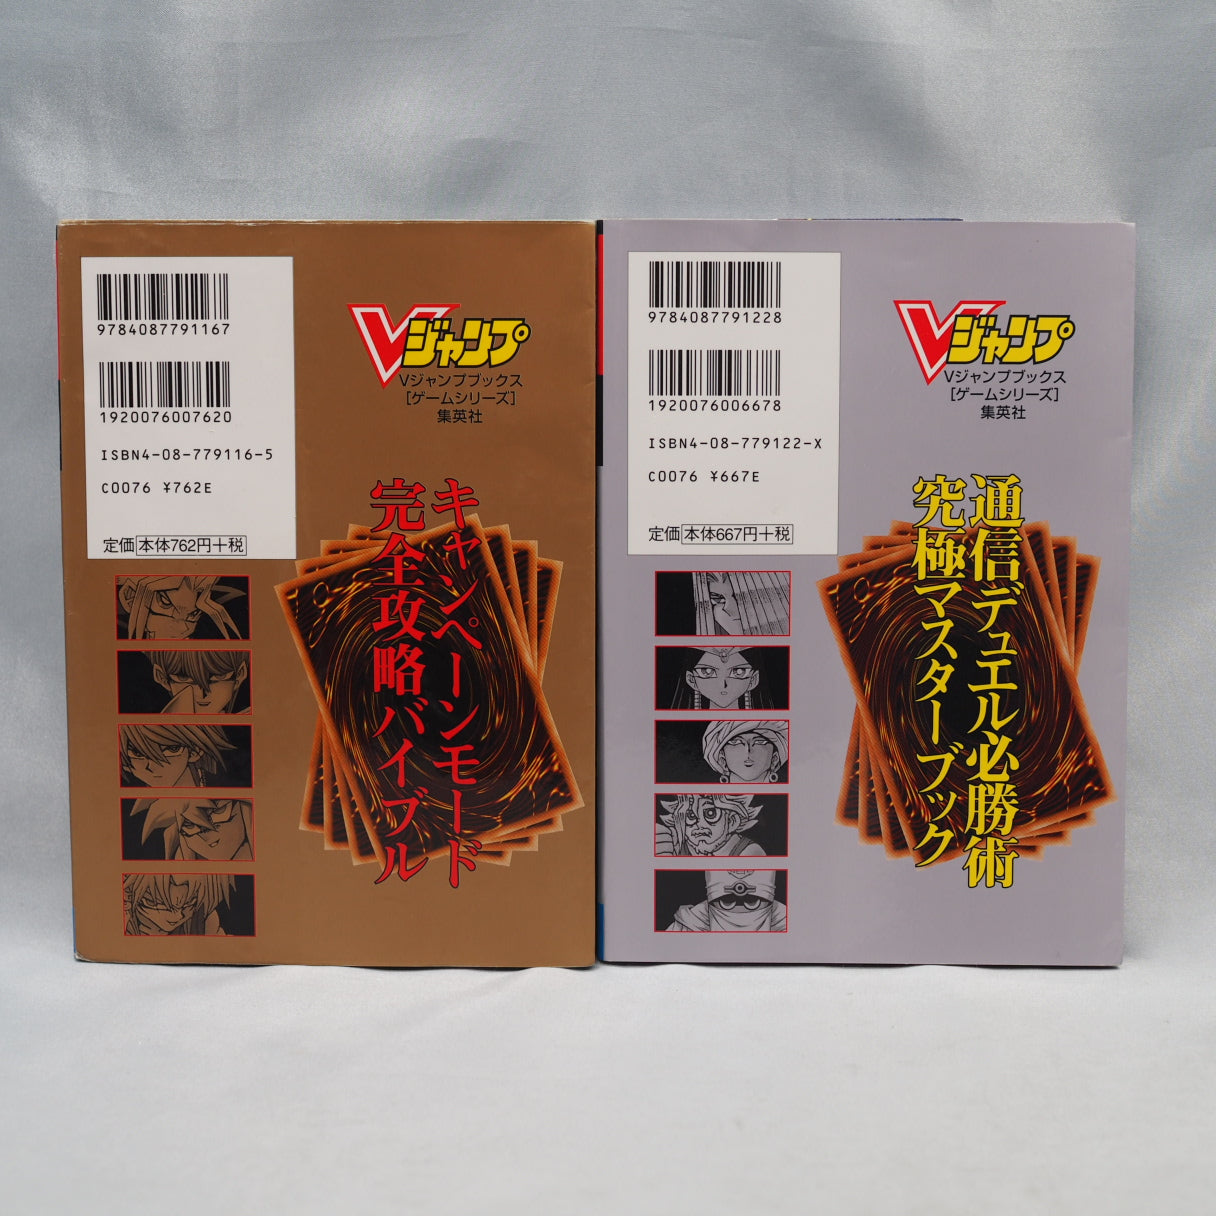 9784087791167
1920076007620
ISBN4-08-779116-5
C0076 ¥762E
定価 本体762円+税
Vジャンプ
Vジャンプブックス
[ゲームシリーズ]
集英社
キャンペーンモード
完全攻略バイブル
9784087791228
1920076006678
ISBN4-08-779122-X
C0076 ¥667E
定価 本体667円+税
Vジャンプ
Vジャンプブックス
[ゲームシリーズ]
集英社
通信デュエル必勝術
究極マスターブック